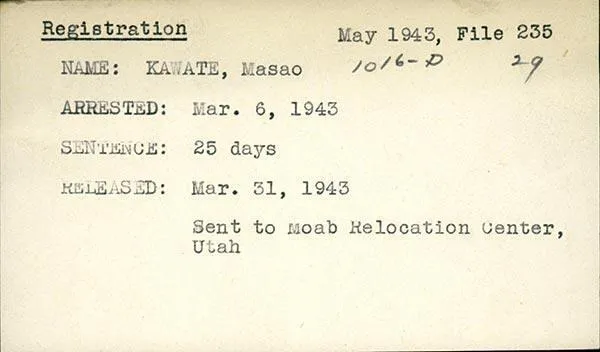 Registration May 1943, File 235
NAME: KAWATE, Masao 1016-D 29
ARRESTED: Mar. 6, 1943
SENTENCE: 25 days
RELEASED: Mar. 31, 1943
Sent to Moab Relocation Center,
Utah